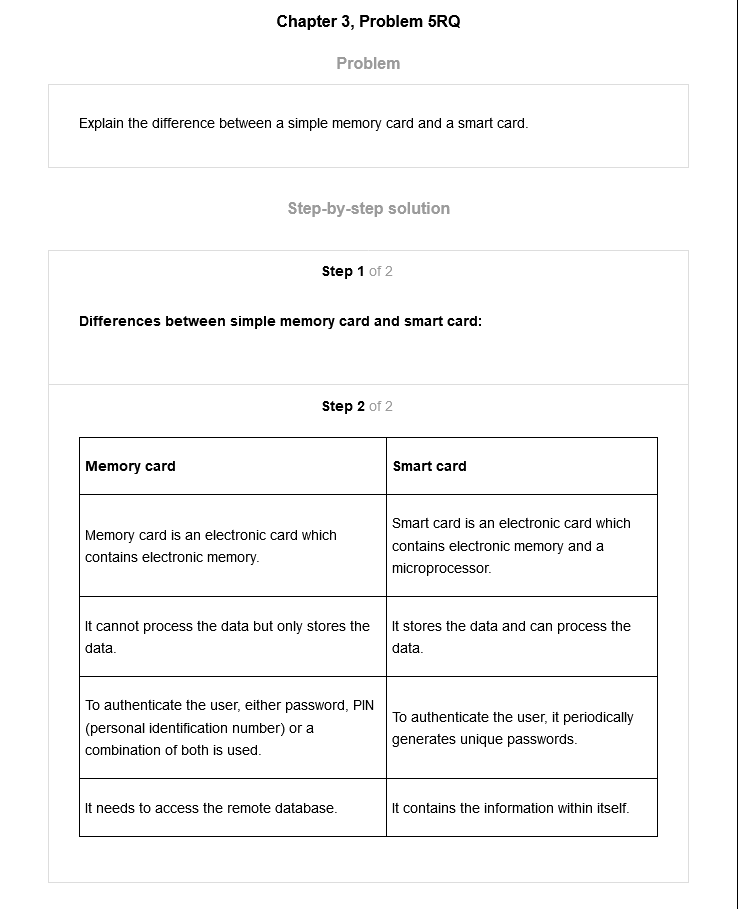 Chapter 3, Problem 5RQ
Problem
Explain the difference between a simple memory card and a smart card.
Step-by-step solution
Step 1 of 2
Differences between simple memory card and smart card:
Step 2 of 2
Memory card
Smart card
Memory card is an electronic card which
contains electronic memory.
Smart card is an electronic card which
contains electronic memory and a
microprocessor.
It cannot process the data but only stores the
data.
It stores the data and can process the
data.
To authenticate the user, either password, PIN
(personal identification number) or a
combination of both is used.
To authenticate the user, it periodically
generates unique passwords.
It needs to access the remote database.
It contains the information within itself.